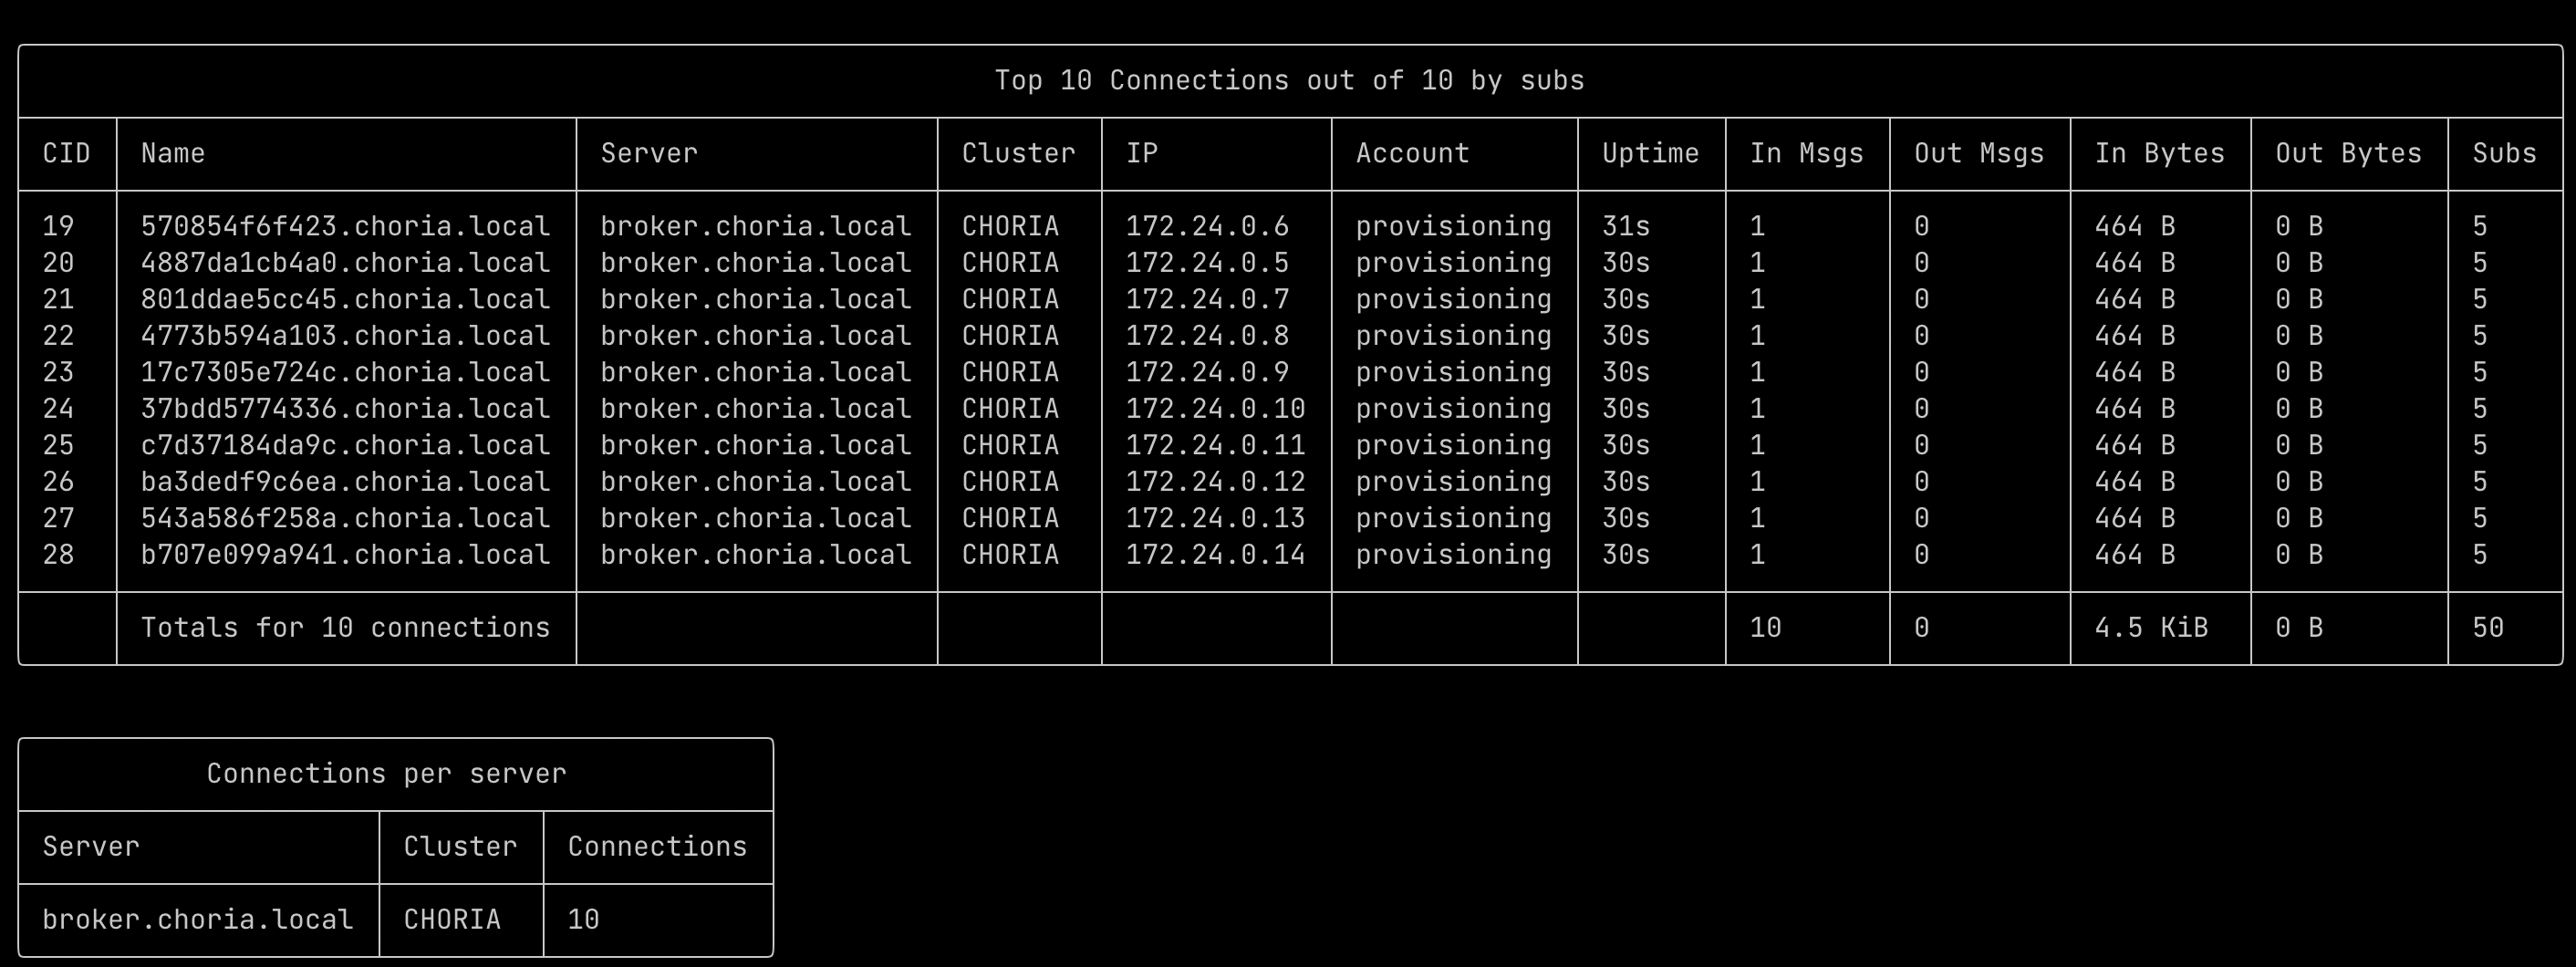 Top 10 Connections out of 10 by subs
CID Name Server Cluster IP Account Uptime In Msgs Out Msgs In Bytes Out Bytes Subs
19 570854f6f423.choria.local broker.choria.local CHORIA 172.24.0.6 provisioning 31s 1 0 464 B 0 B 5
20 4887da1cb4a0.choria.local broker.choria.local CHORIA 172.24.0.5 provisioning 30s 1 0 464 B 0 B 5
21 801ddae5cc45.choria.local broker.choria.local CHORIA 172.24.0.7 provisioning 30s 1 0 464 B 0 B 5
22 4773b594a103.choria.local broker.choria.local CHORIA 172.24.0.8 provisioning 30s 1 0 464 B 0 B 5
23 17c7305e724c.choria.local broker.choria.local CHORIA 172.24.0.9 provisioning 30s 1 0 464 B 0 B 5
24 37bdd5774336.choria.local broker.choria.local CHORIA 172.24.0.10 provisioning 30s 1 0 464 B 0 B 5
25 c7d37184da9c.choria.local broker.choria.local CHORIA 172.24.0.11 provisioning 30s 1 0 464 B 0 B 5
26 ba3dedf9c6ea.choria.local broker.choria.local CHORIA 172.24.0.12 provisioning 30s 1 0 464 B 0 B 5
27 543a586f258a.choria.local broker.choria.local CHORIA 172.24.0.13 provisioning 30s 1 0 464 B 0 B 5
28 b707e099a941.choria.local broker.choria.local CHORIA 172.24.0.14 provisioning 30s 1 0 464 B 0 B 5
Totals for 10 connections 10 0 4.5 KiB 0 B 50
Connections per server
Server Cluster Connections
broker.choria.local CHORIA 10